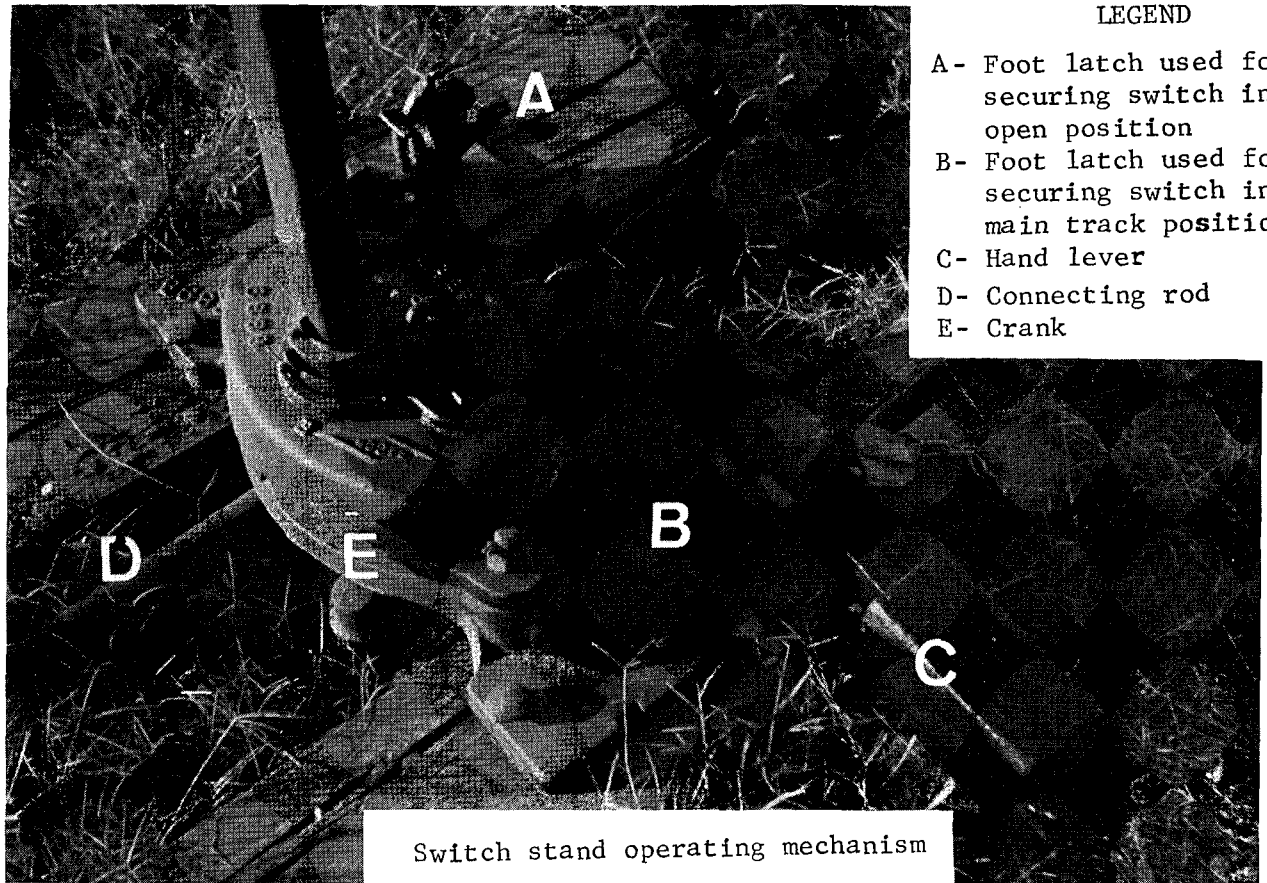 LEGEND
A- Foot latch used fo
securing switch in
open position
B- Foot latch used fo
securing switch in
main track positio
C- Hand lever
D- Connecting rod
E- Crank
A
B
C
D
E
Switch stand operating mechanism